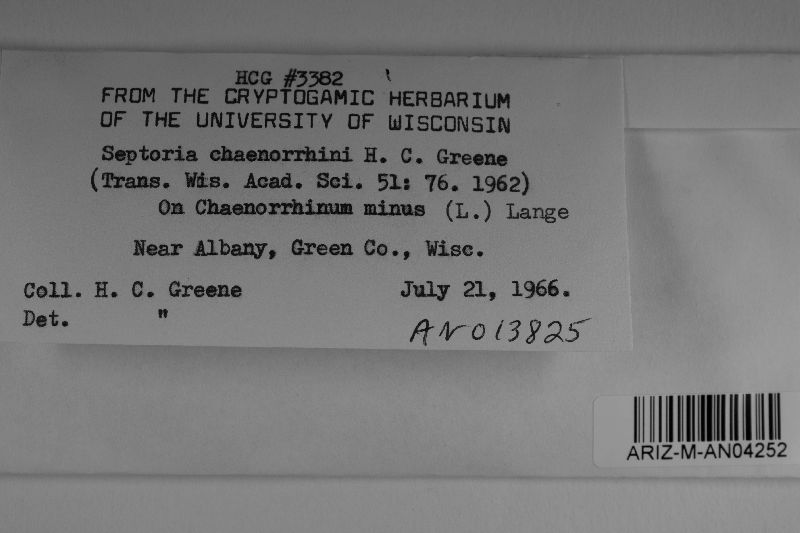 HCG #3382
FROM THE CRYPTOGAMIC HERBARIUM
OF THE UNIVERSITY OF WISCONSIN
Septoria chaenorrhini H. C. Greene
(Trans. Wis. Acad. Sci. 51: 76. 1962)
On Chaenorrhinum minus (L.) Lange
Near Albany, Green Co., Wisc.
Coll. H. C. Greene July 21, 1966.
Det. "
AN013825
ARIZ-M-AN04252